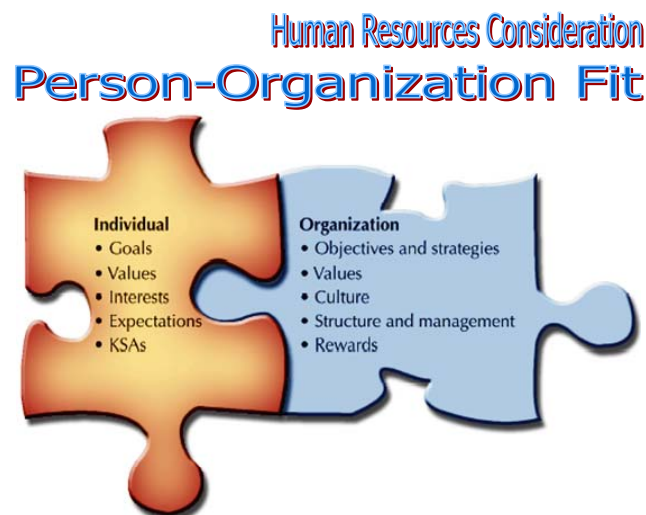 Human Resources Consideration
Person-Organization Fit
Individual
• Goals
• Values
• Interests
• Expectations
• KSAs
Organization
• Objectives and strategies
• Values
• Culture
• Structure and management
• Rewards